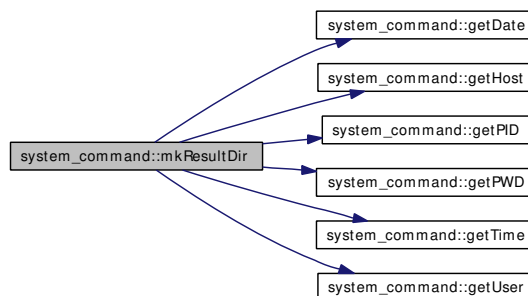 system_command::getDate
system_command::getHost
system_command::getPID
system_command::mkResultDir
system_command::getPWD
system_command::getTime
system_command::getUser